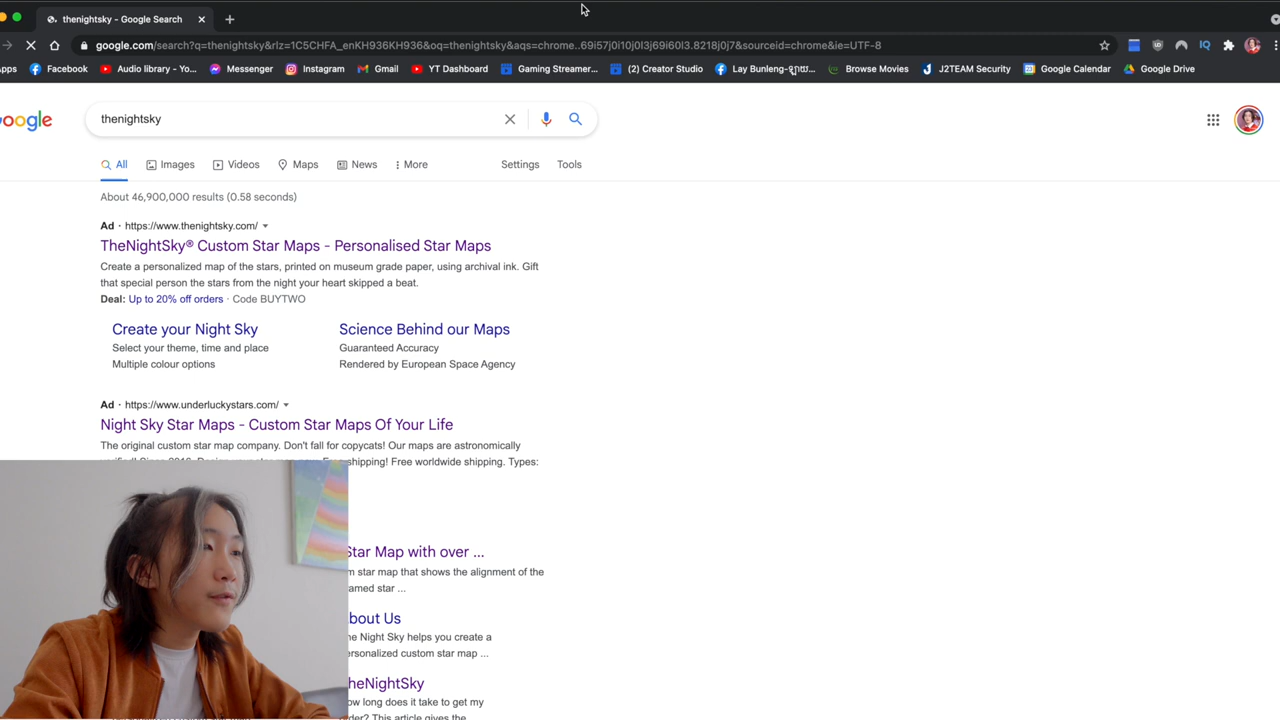 thenightsky - Google Search
google.com/search?q=thenightsky&rlz=1C5CHFA_enKH936KH936&oq=thenightsky&aqs=chrome..69i57j0i10j0l3j69i60l3.8218j0j7&sourceid=chrome&ie=UTF-8
pps Facebook Audio library - Yo... Messenger Instagram Gmail YT Dashboard Gaming Streamer... (2) Creator Studio Lay Bunleng- Browse Movies J2TEAM Security Google Calendar Google Drive
oogle thenightsky
All Images Videos Maps News More Settings Tools
About 46,900,000 results (0.58 seconds)
Ad · https://www.thenightsky.com/
TheNightSky® Custom Star Maps - Personalised Star Maps
Create a personalized map of the stars, printed on museum grade paper, using archival ink. Gift
that special person the stars from the night your heart skipped a beat.
Deal: Up to 20% off orders · Code BUYTWO
Create your Night Sky Science Behind our Maps
Select your theme, time and place Guaranteed Accuracy
Multiple colour options Rendered by European Space Agency
Ad · https://www.underluckystars.com/
Night Sky Star Maps - Custom Star Maps Of Your Life
The original custom star map company. Don't fall for copycats! Our maps are astronomically
shipping! Free worldwide shipping. Types:
Star Map with over ...
m star map that shows the alignment of the
named star ...
bout Us
he Night Sky helps you create a
ersonalized custom star map ...
heNightSky
ow long does it take to get my
order? This article gives the